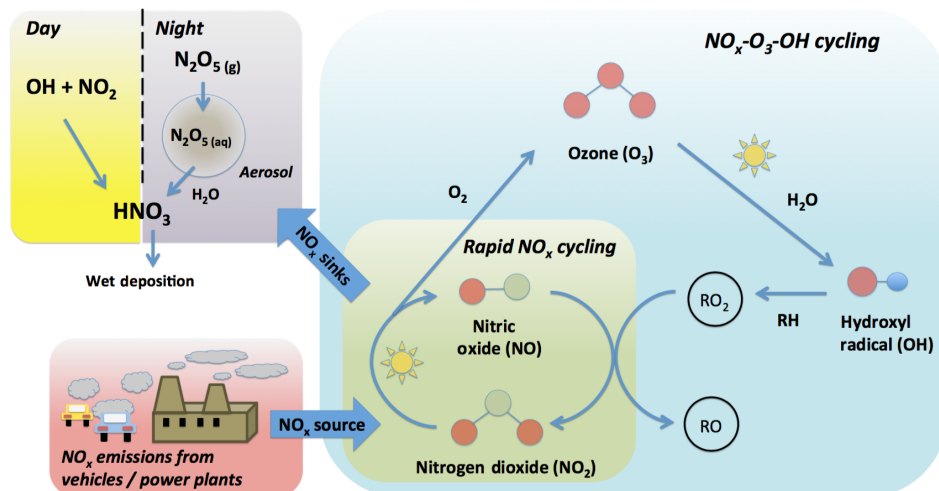 Day
Night
OH + NO₂
N₂O₅ (g)
N₂O₅ (aq)
Aerosol
H₂O
HNO₃
Wet deposition
NOₓ sinks
NOₓ emissions from
vehicles / power plants
NOₓ source
NOₓ-O₃-OH cycling
Ozone (O₃)
O₂
H₂O
Rapid NOₓ cycling
Nitric
oxide (NO)
Nitrogen dioxide (NO₂)
RO₂
RH
Hydroxyl
radical (OH)
RO